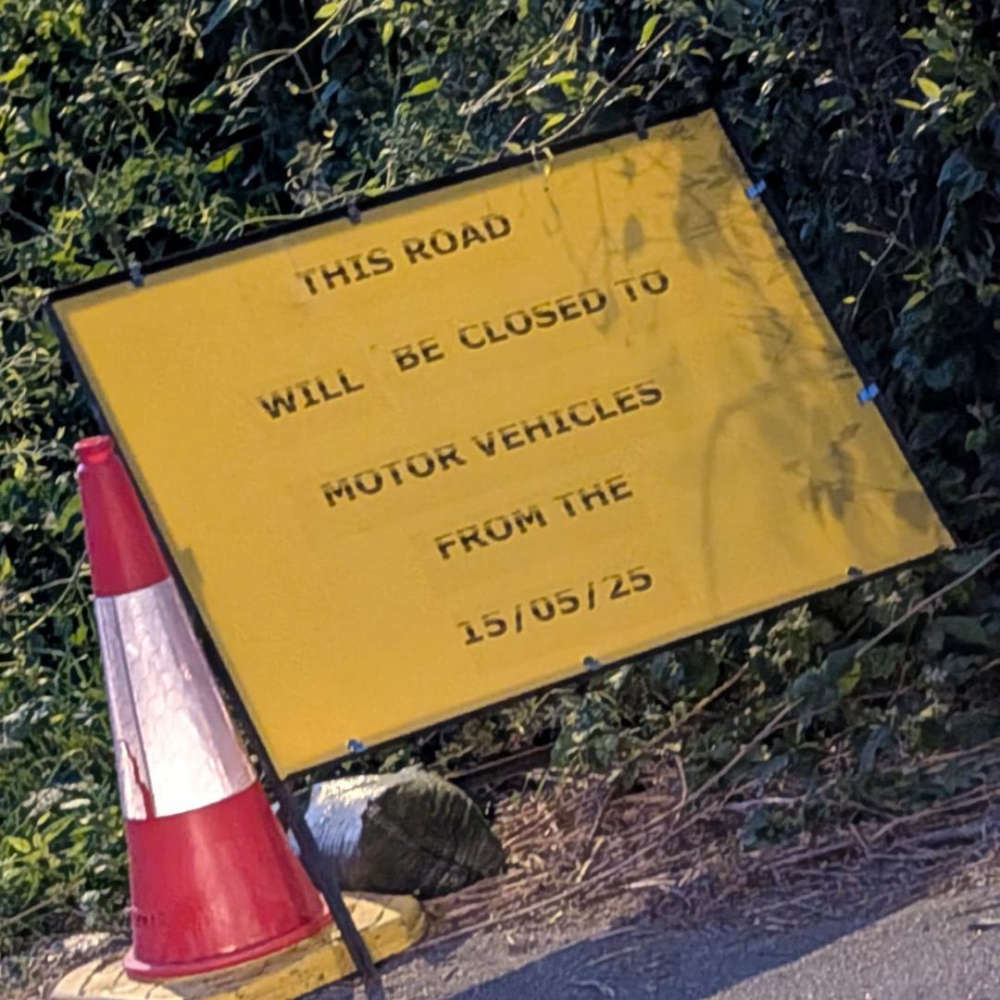 THIS ROAD
WILL BE CLOSED TO
MOTOR VEHICLES
FROM THE
15/05/25